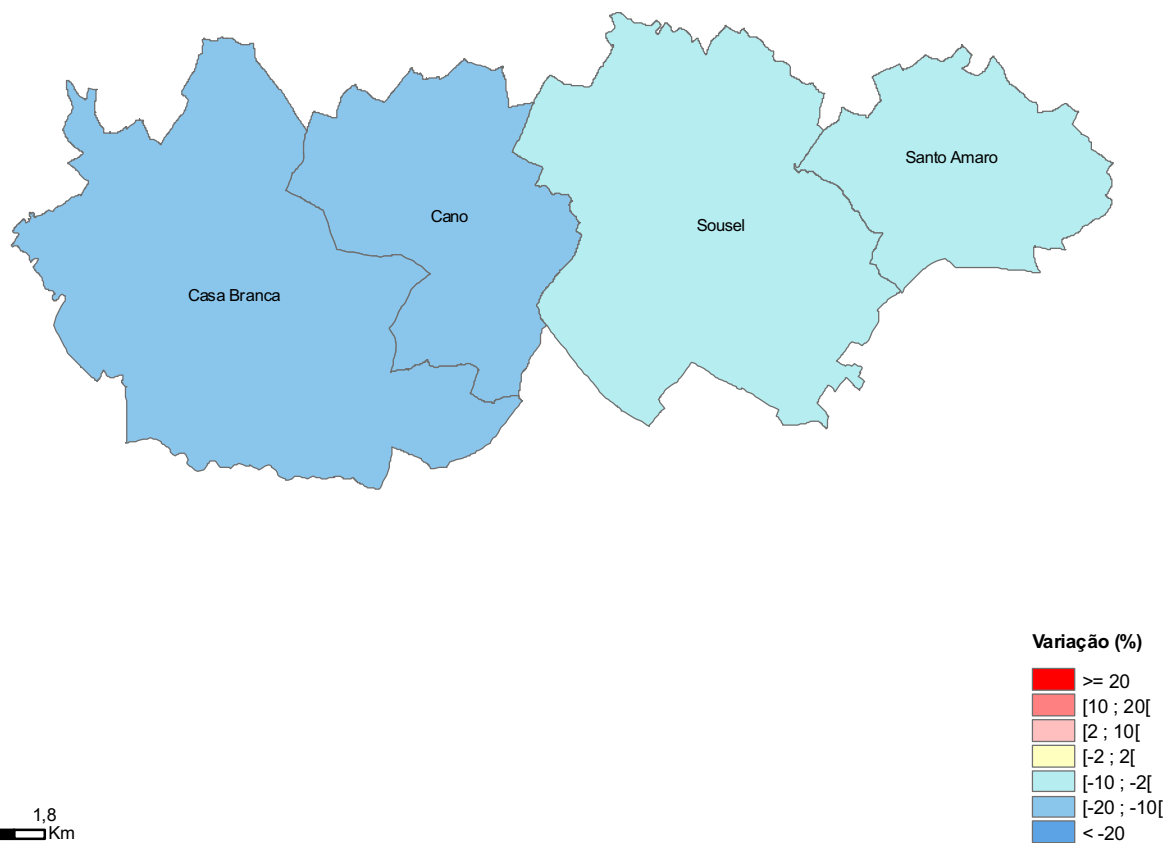 Santo Amaro
Cano
Sousel
Casa Branca
Variação (%)
>= 20
[10 ; 20[
[2 ; 10[
[-2 ; 2[
[-10 ; -2[
[-20 ; -10[
< -20
1,8
Km